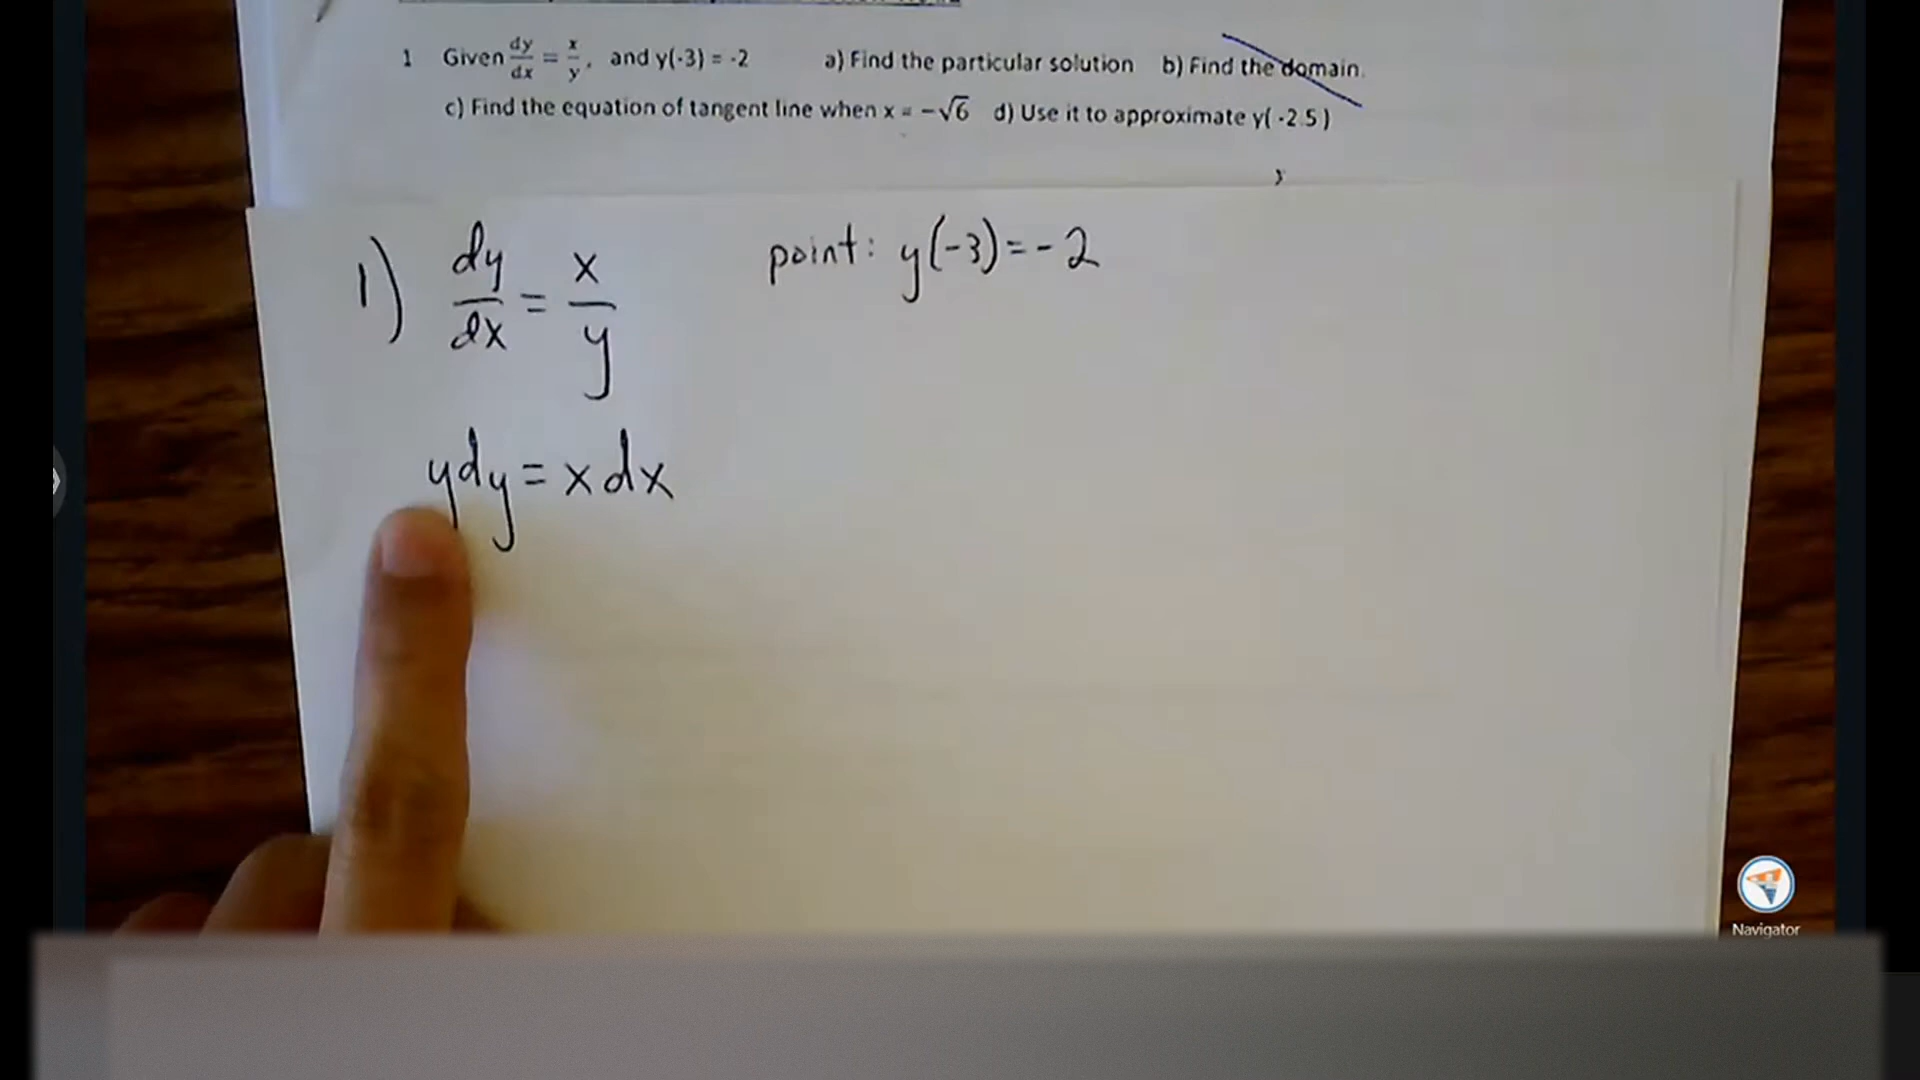 1 Given dy/dx = x/y, and y(-3) = -2 a) Find the particular solution b) Find the domain.
c) Find the equation of tangent line when x = -√6 d) Use it to approximate y( -2.5 )
1) dy/dx = x/y point: y(-3)=-2
ydy = x dx
Navigator